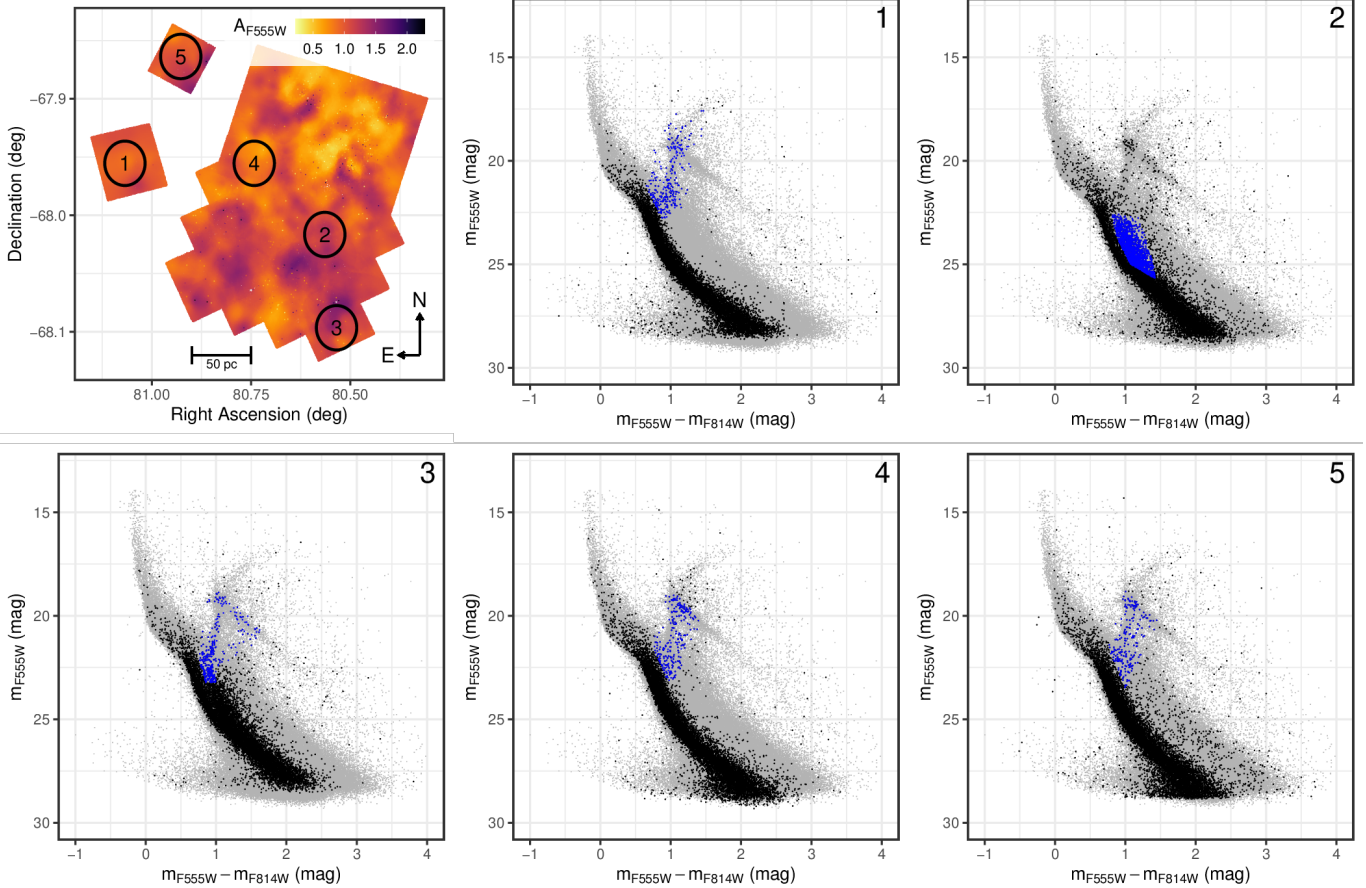 A_F555W
0.5 1.0 1.5 2.0
5
1
4
2
3
N
E
50 pc
−67.9
−68.0
−68.1
Declination (deg)
81.00 80.75 80.50
Right Ascension (deg)
1
15
20
25
30
m_F555W (mag)
−1 0 1 2 3 4
m_F555W − m_F814W (mag)
2
15
20
25
30
m_F555W (mag)
−1 0 1 2 3 4
m_F555W − m_F814W (mag)
3
15
20
25
30
m_F555W (mag)
−1 0 1 2 3 4
m_F555W − m_F814W (mag)
4
15
20
25
30
m_F555W (mag)
−1 0 1 2 3 4
m_F555W − m_F814W (mag)
5
15
20
25
30
m_F555W (mag)
−1 0 1 2 3 4
m_F555W − m_F814W (mag)